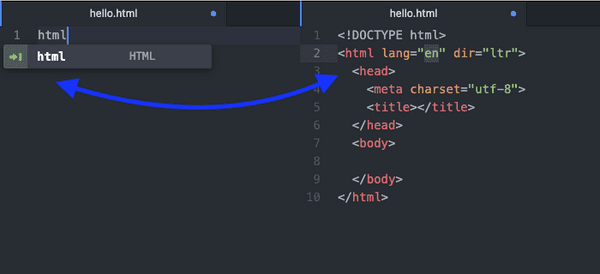 hello.html
1 html
html HTML
hello.html
1 <!DOCTYPE html>
2 <html lang="en" dir="ltr">
3 <head>
4 <meta charset="utf-8">
5 <title></title>
6 </head>
7 <body>
8
9 </body>
10 </html>